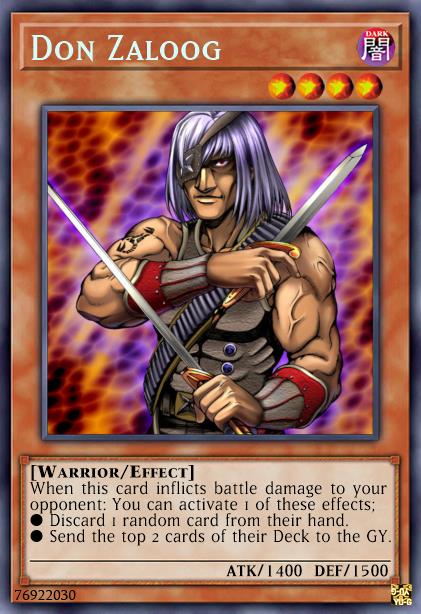 Don Zaloog
DARK
闇
[Warrior/Effect]
When this card inflicts battle damage to your
opponent: You can activate 1 of these effects;
● Discard 1 random card from their hand.
● Send the top 2 cards of their Deck to the GY.
ATK/1400 DEF/1500
76922030